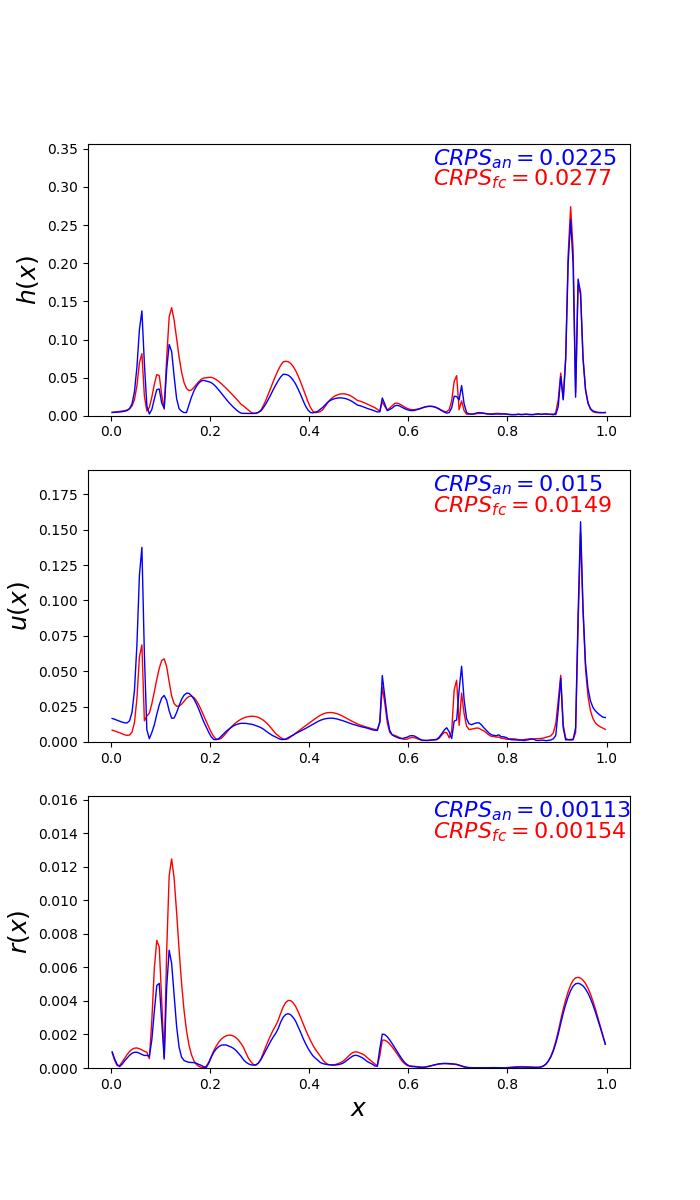 CRPS_an = 0.0225
CRPS_fc = 0.0277
0.35
0.30
0.25
0.20
0.15
0.10
0.05
0.00
h(x)
0.0 0.2 0.4 0.6 0.8 1.0
CRPS_an = 0.015
CRPS_fc = 0.0149
0.175
0.150
0.125
0.100
0.075
0.050
0.025
0.000
u(x)
0.0 0.2 0.4 0.6 0.8 1.0
CRPS_an = 0.00113
CRPS_fc = 0.00154
0.016
0.014
0.012
0.010
0.008
0.006
0.004
0.002
0.000
r(x)
0.0 0.2 0.4 0.6 0.8 1.0
x